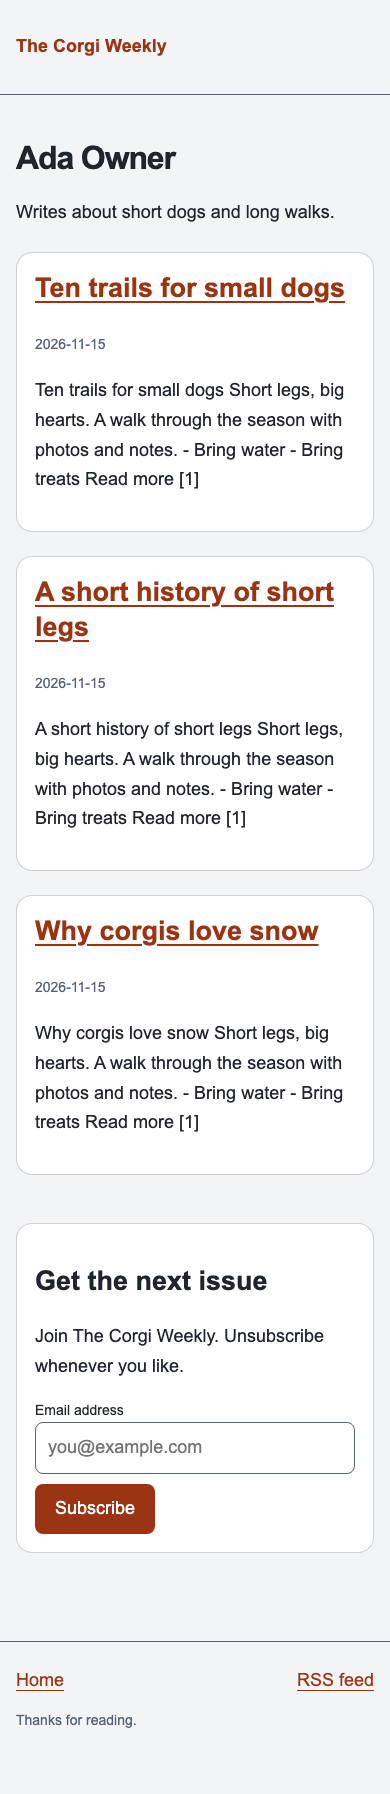 The Corgi Weekly
Ada Owner
Writes about short dogs and long walks.
Ten trails for small dogs
2026-11-15
Ten trails for small dogs Short legs, big
hearts. A walk through the season with
photos and notes. - Bring water - Bring
treats Read more [1]
A short history of short
legs
2026-11-15
A short history of short legs Short legs,
big hearts. A walk through the season
with photos and notes. - Bring water -
Bring treats Read more [1]
Why corgis love snow
2026-11-15
Why corgis love snow Short legs, big
hearts. A walk through the season with
photos and notes. - Bring water - Bring
treats Read more [1]
Get the next issue
Join The Corgi Weekly. Unsubscribe
whenever you like.
Email address
you@example.com
Subscribe
Home
RSS feed
Thanks for reading.